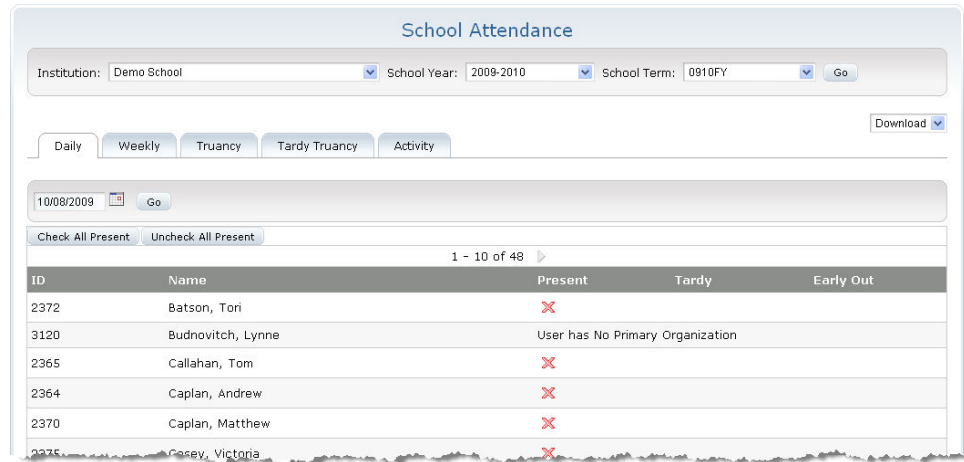 School Attendance
Institution: Demo School School Year: 2009-2010 School Term: 0910FY Go
Download
Daily Weekly Truancy Tardy Truancy Activity
10/08/2009 Go
Check All Present Uncheck All Present
1 - 10 of 48
ID Name Present Tardy Early Out
2372 Batson, Tori
3120 Budnovitch, Lynne User has No Primary Organization
2365 Callahan, Tom
2364 Caplan, Andrew
2370 Caplan, Matthew
2375 Casey, Victoria